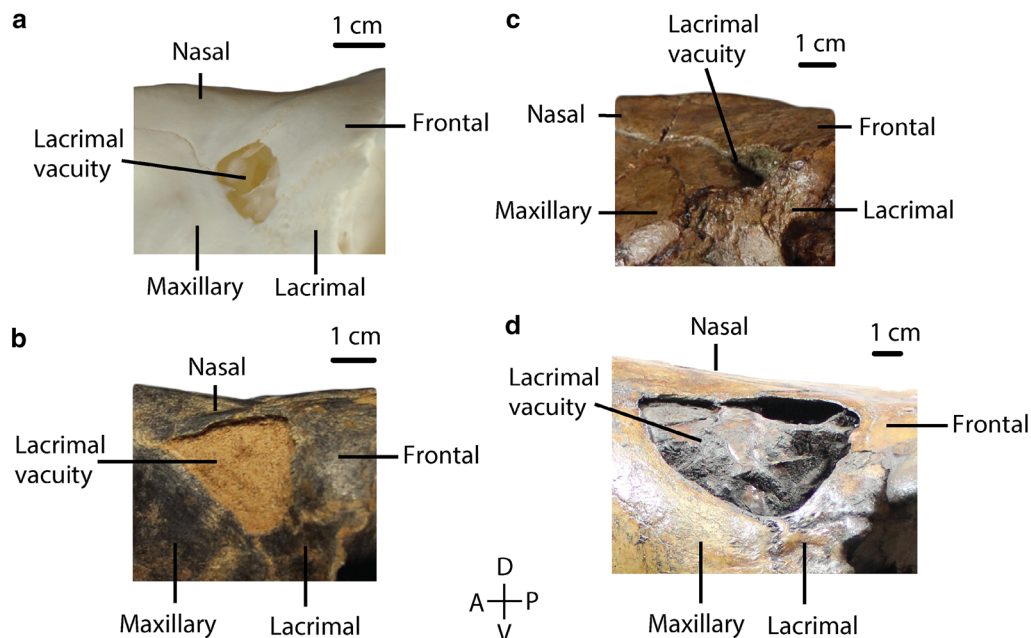 a
1 cm
Nasal
Lacrimal
vacuity
Frontal
Maxillary
Lacrimal
c
Lacrimal
vacuity
1 cm
Nasal
Frontal
Maxillary
Lacrimal
b
1 cm
Nasal
Lacrimal
vacuity
Frontal
Maxillary
Lacrimal
d
Nasal
1 cm
Lacrimal
vacuity
Frontal
Maxillary
Lacrimal
D
A P
V